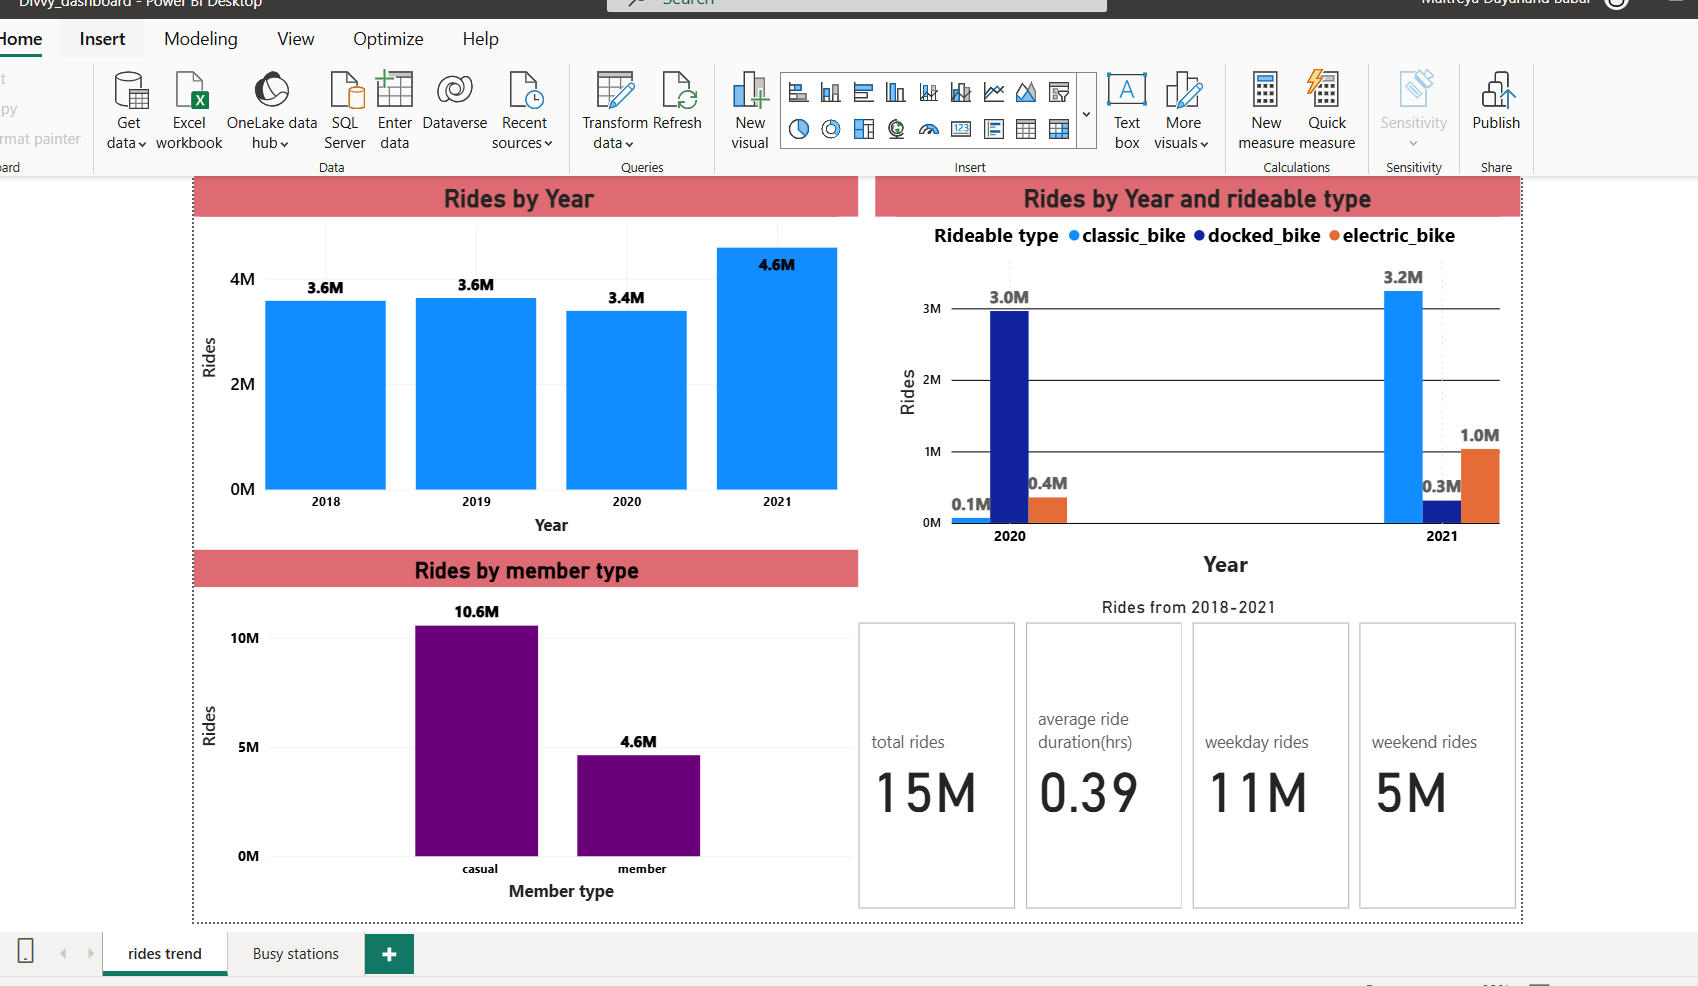 Divvy_dashboard - Power BI Desktop
Search
Maitreya Dayanand Babar
Home Insert Modeling View Optimize Help
Get data
Excel workbook
OneLake data hub
SQL Server
Enter data
Dataverse
Recent sources
Transform data
Refresh
New visual
Text box
More visuals
New measure
Quick measure
Sensitivity
Publish
rmat painter
Data
Queries
Insert
Calculations
Sensitivity
Share
Rides by Year
4M
2M
0M
Rides
3.6M
3.6M
3.4M
4.6M
2018
2019
2020
2021
Year
Rides by Year and rideable type
Rideable type classic_bike docked_bike electric_bike
3M
2M
1M
0M
Rides
0.1M
3.0M
0.4M
3.2M
0.3M
1.0M
2020
2021
Year
Rides by member type
10M
5M
0M
Rides
10.6M
4.6M
casual
member
Member type
Rides from 2018-2021
total rides
15M
average ride
duration(hrs)
0.39
weekday rides
11M
weekend rides
5M
rides trend
Busy stations